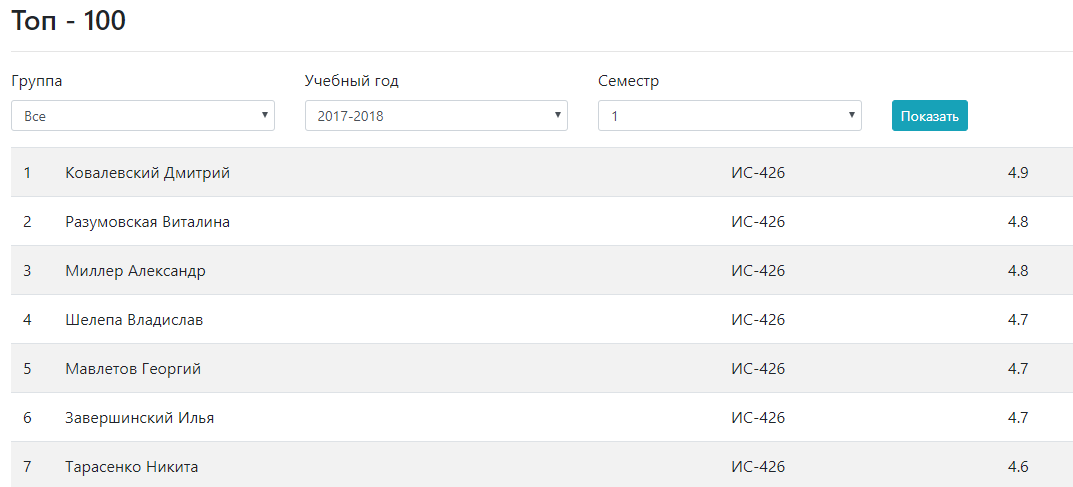 Топ - 100
Группа Учебный год Семестр
Все 2017-2018 1 Показать
1 Ковалевский Дмитрий ИС-426 4.9
2 Разумовская Виталина ИС-426 4.8
3 Миллер Александр ИС-426 4.8
4 Шелепа Владислав ИС-426 4.7
5 Мавлетов Георгий ИС-426 4.7
6 Завершинский Илья ИС-426 4.7
7 Тарасенко Никита ИС-426 4.6